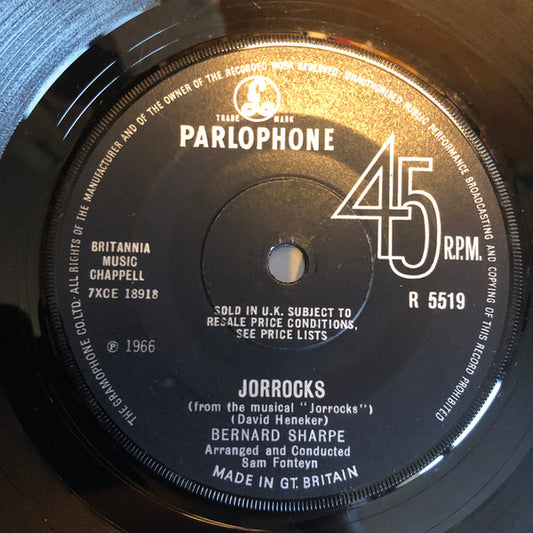 THE GRAMOPHONE CO. LTD. ALL RIGHTS OF THE MANUFACTURER AND OF THE OWNER OF THE RECORDED WORK RESERVED. UNAUTHORISED PUBLIC PERFORMANCE BROADCASTING AND COPYING OF THIS RECORD PROHIBITED
£
TRADE MARK
PARLOPHONE
45
R.P.M.
BRITANNIA
MUSIC
CHAPPELL
7XCE 18918
R 5519
SOLD IN U.K. SUBJECT TO
RESALE PRICE CONDITIONS,
SEE PRICE LISTS
℗ 1966
JORROCKS
(from the musical "Jorrocks")
(David Heneker)
BERNARD SHARPE
Arranged and Conducted
Sam Fonteyn
MADE IN GT. BRITAIN